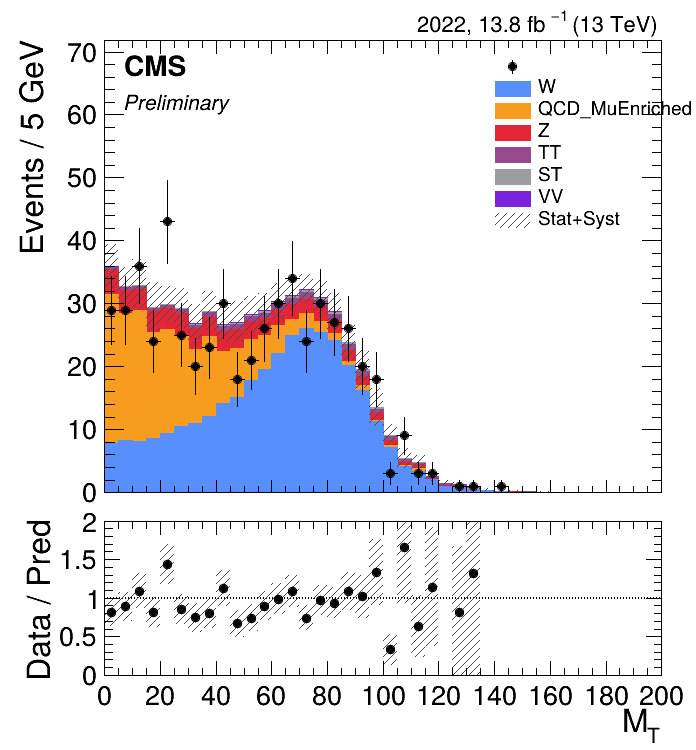 2022, 13.8 fb⁻¹ (13 TeV)
CMS
Preliminary
W
QCD_MuEnriched
Z
TT
ST
VV
Stat+Syst
Events / 5 GeV
70
60
50
40
30
20
10
0
Data / Pred
2
1.5
1
0.5
0
0 20 40 60 80 100 120 140 160 180 200
M_T